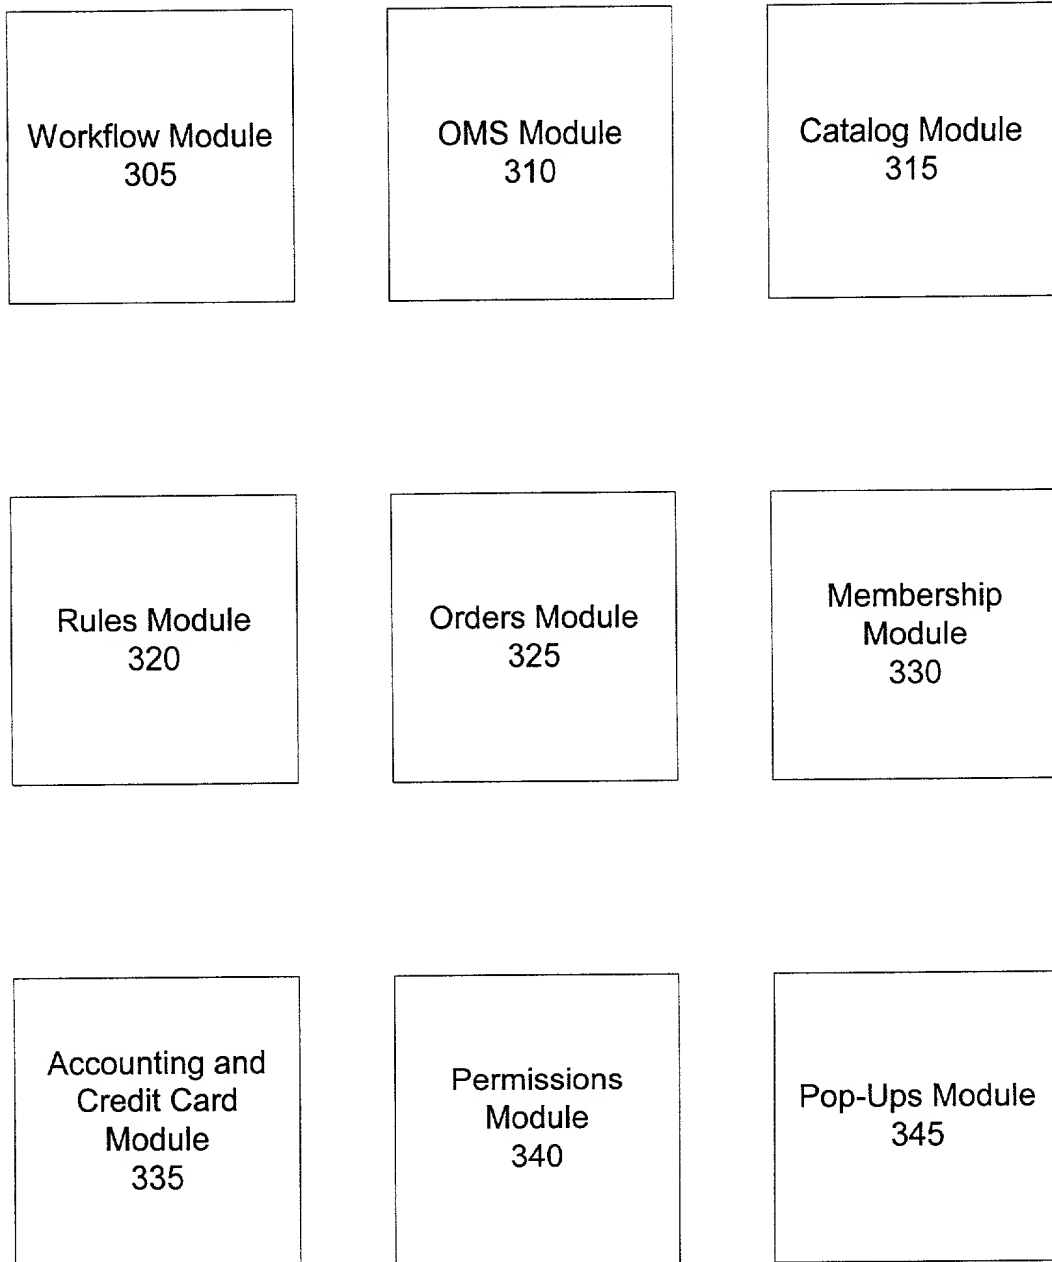 Workflow Module
305
OMS Module
310
Catalog Module
315
Rules Module
320
Orders Module
325
Membership
Module
330
Accounting and
Credit Card
Module
335
Permissions
Module
340
Pop-Ups Module
345